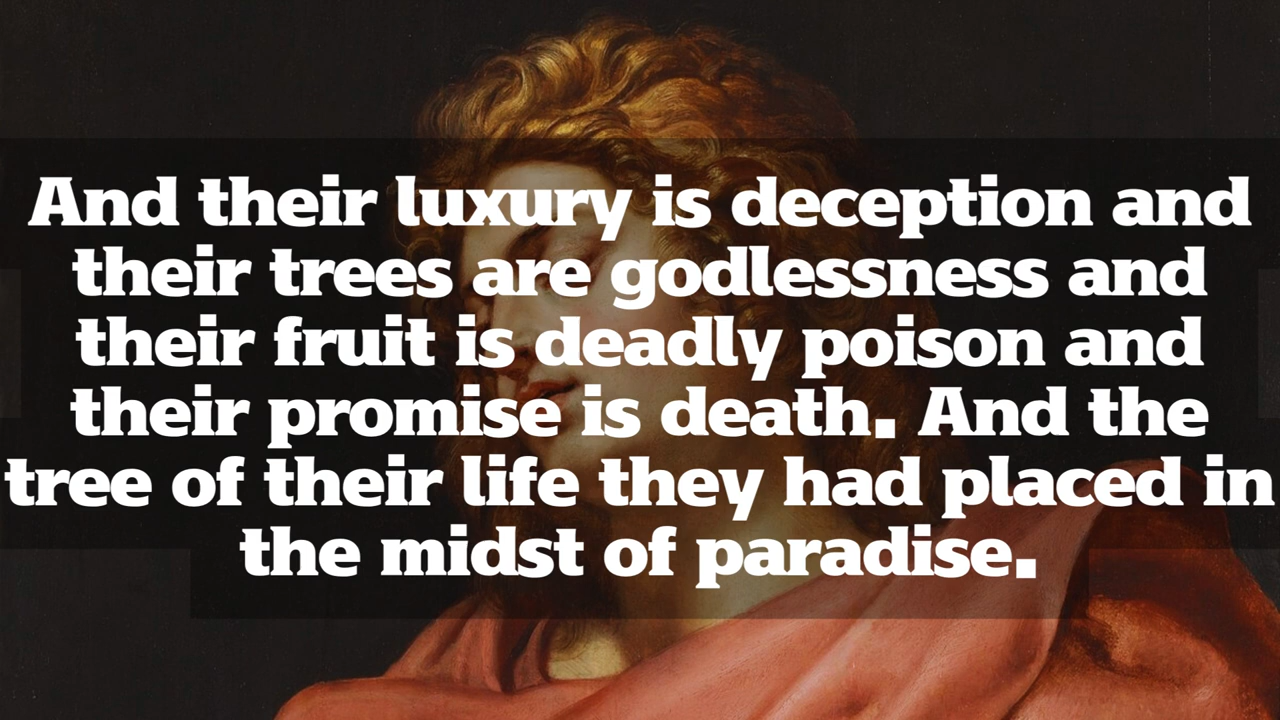 And their luxury is deception and
their trees are godlessness and
their fruit is deadly poison and
their promise is death. And the
tree of their life they had placed in
the midst of paradise.